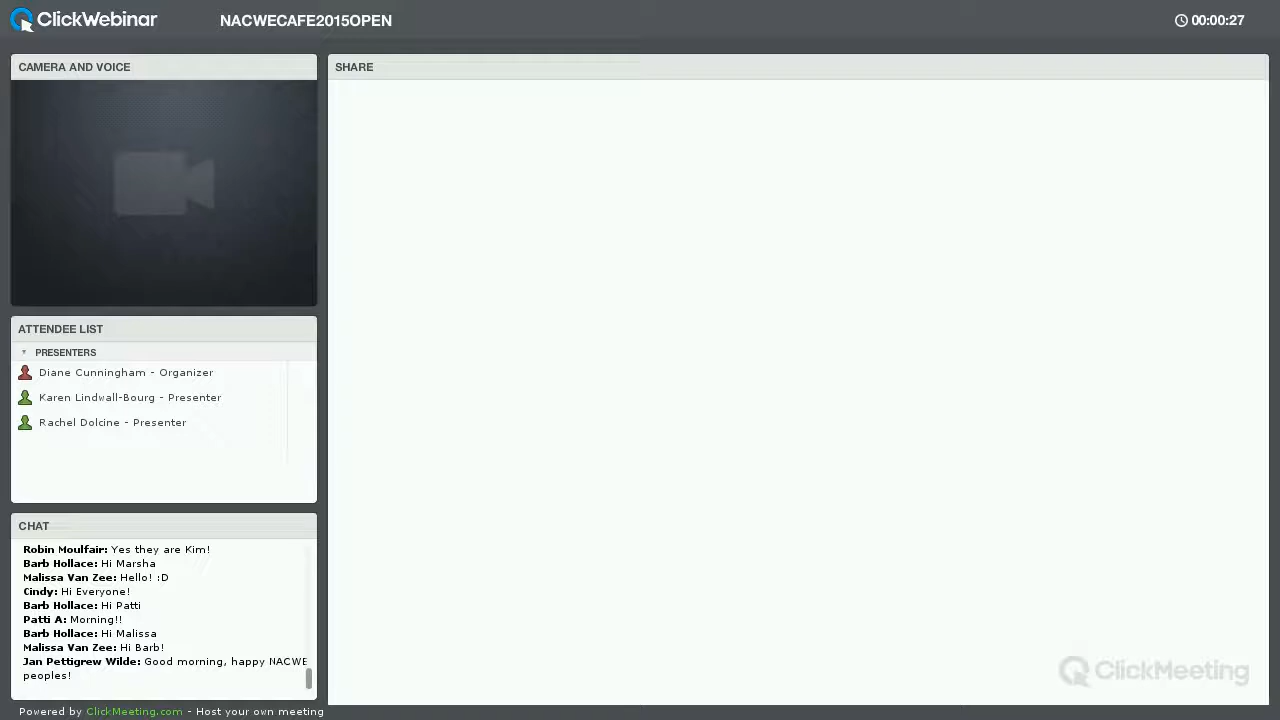 ClickWebinar
NACWECAFE2015OPEN
00:00:27
CAMERA AND VOICE
SHARE
ATTENDEE LIST
PRESENTERS
Diane Cunningham - Organizer
Karen Lindwall-Bourg - Presenter
Rachel Dolcine - Presenter
CHAT
Robin Moulfair: Yes they are Kim!
Barb Hollace: Hi Marsha
Malissa Van Zee: Hello! :D
Cindy: Hi Everyone!
Barb Hollace: Hi Patti
Patti A: Morning!!
Barb Hollace: Hi Malissa
Malissa Van Zee: Hi Barb!
Jan Pettigrew Wilde: Good morning, happy NACWE
peoples!
ClickMeeting
Powered by ClickMeeting.com - Host your own meeting